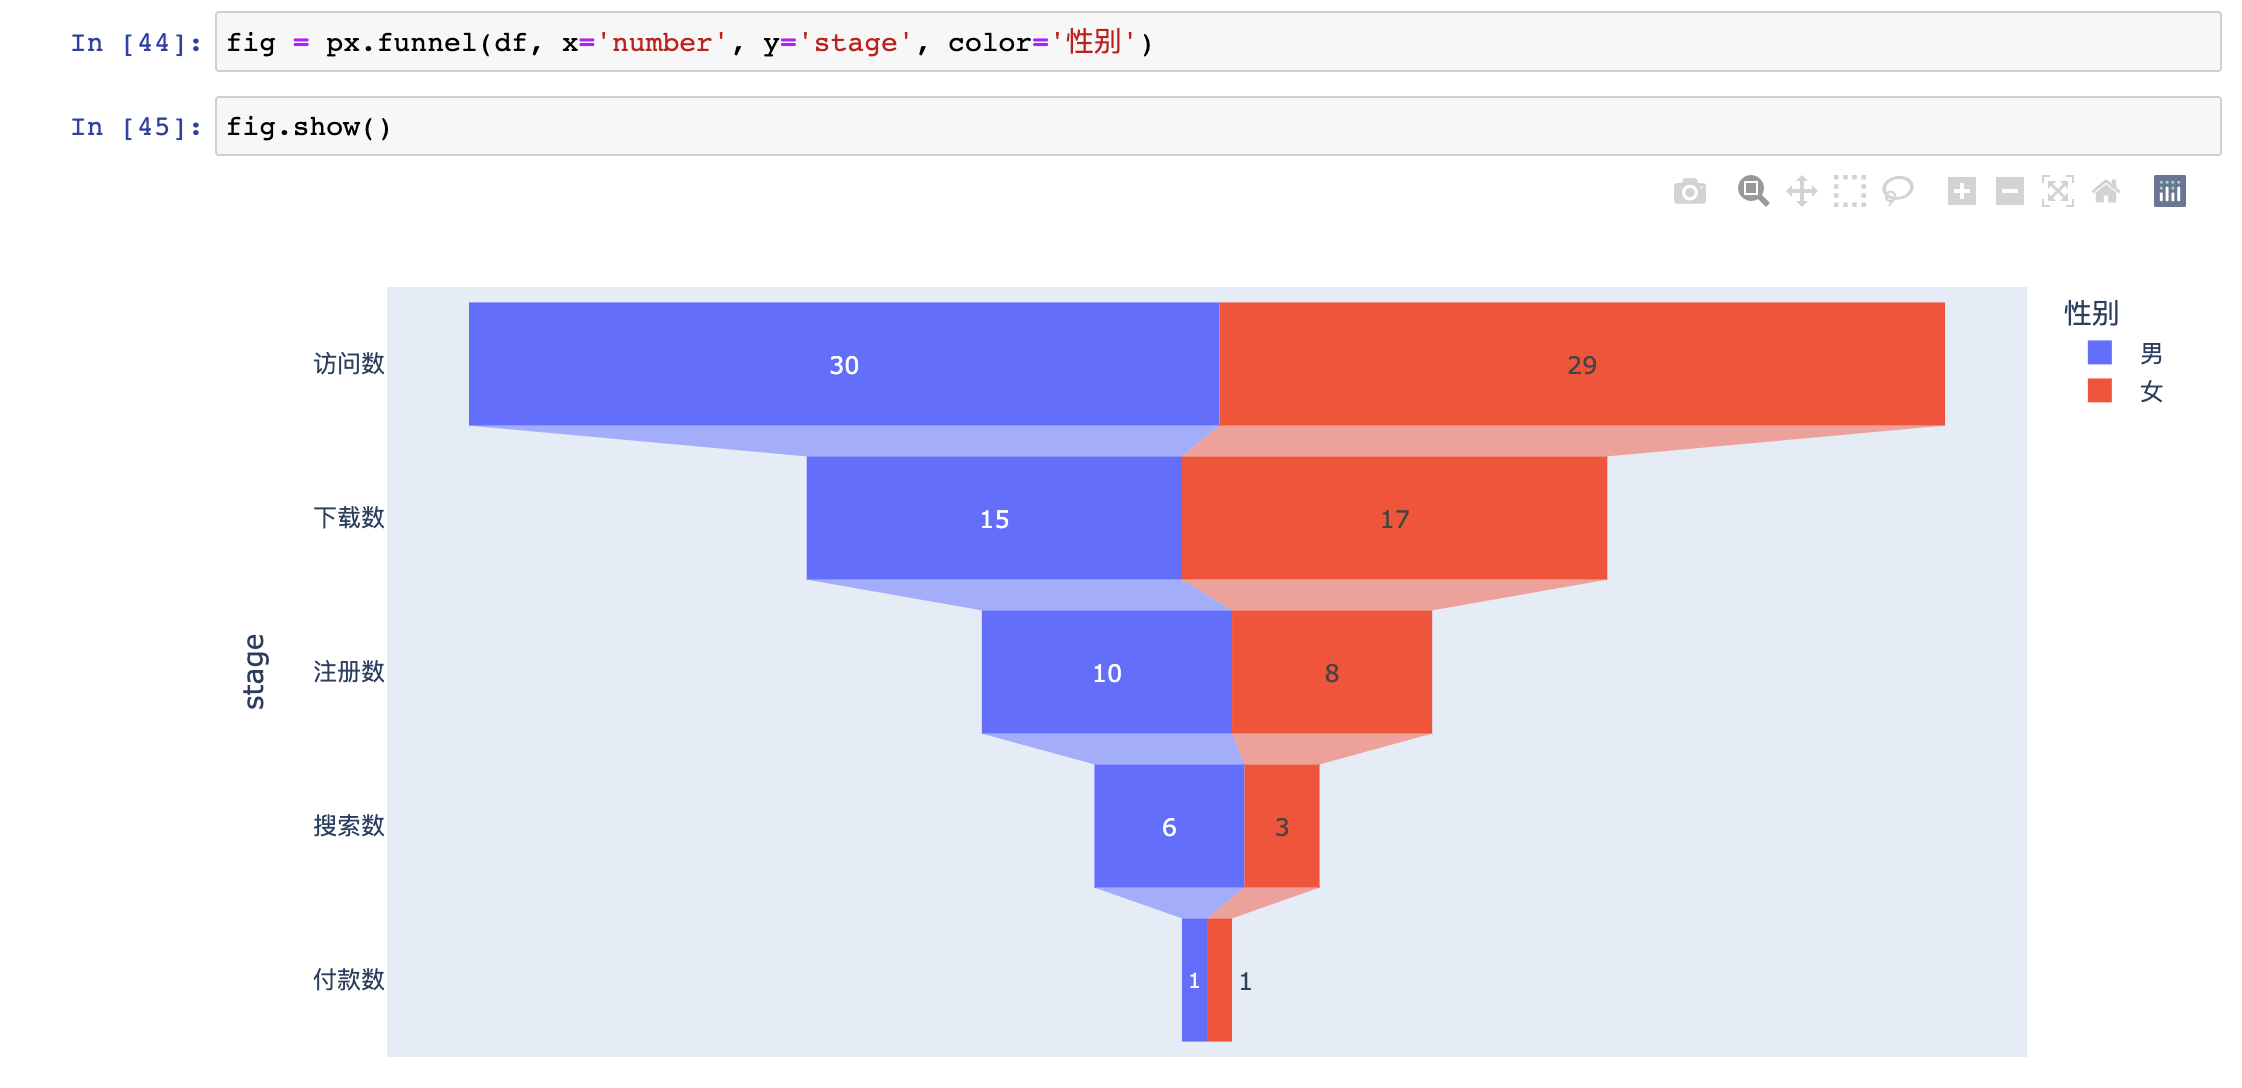 In [44]: fig = px.funnel(df, x='number', y='stage', color='性别')
In [45]: fig.show()
性别
男
女
访问数 30 29
下载数 15 17
stage
注册数 10 8
搜索数 6 3
付款数 1 1